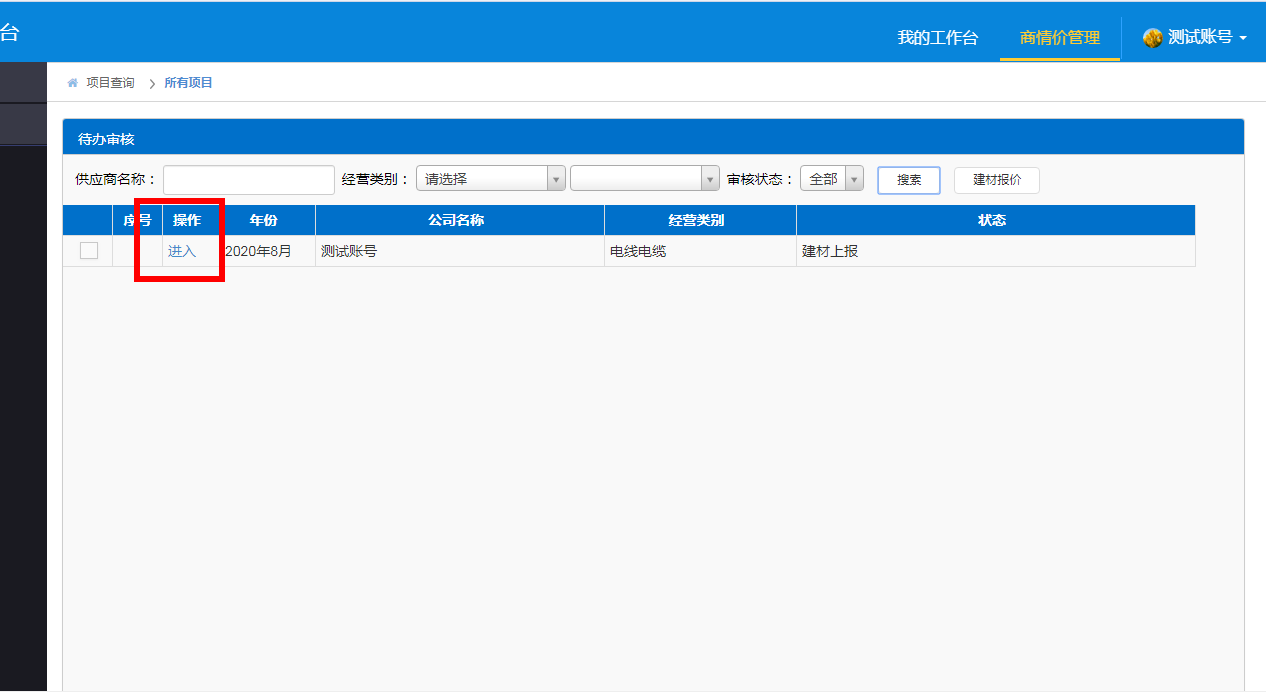 台
我的工作台 商情价管理 测试账号
项目查询 所有项目
待办审核
供应商名称： 经营类别： 请选择 审核状态： 全部 搜索 建材报价
序号 操作 年份 公司名称 经营类别 状态
进入 2020年8月 测试账号 电线电缆 建材上报